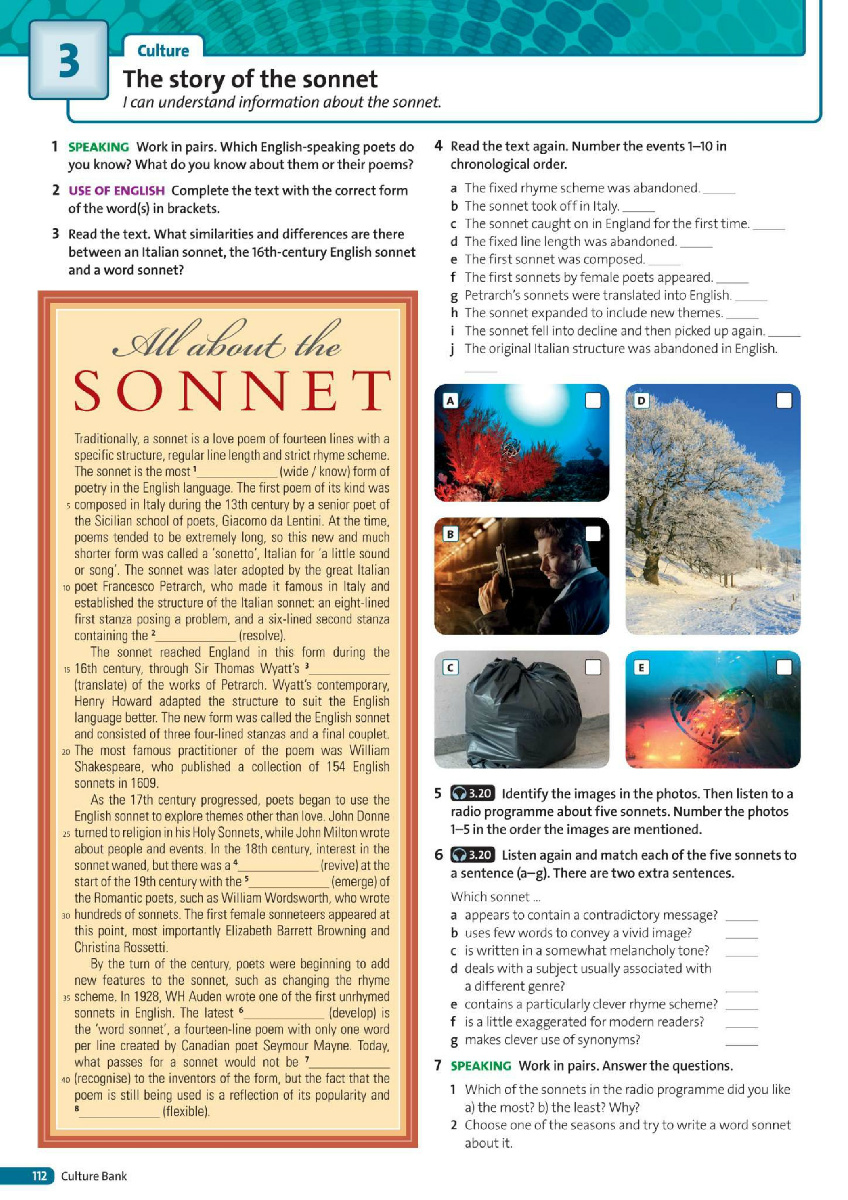 3
Culture
The story of the sonnet
I can understand information about the sonnet.
1 SPEAKING Work in pairs. Which English-speaking poets do
you know? What do you know about them or their poems?
2 USE OF ENGLISH Complete the text with the correct form
of the word(s) in brackets.
3 Read the text. What similarities and differences are there
between an Italian sonnet, the 16th-century English sonnet
and a word sonnet?
All about the
SONNET
Traditionally, a sonnet is a love poem of fourteen lines with a
specific structure, regular line length and strict rhyme scheme.
The sonnet is the most 1____________ (wide / know) form of
poetry in the English language. The first poem of its kind was
5 composed in Italy during the 13th century by a senior poet of
the Sicilian school of poets, Giacomo da Lentini. At the time,
poems tended to be extremely long, so this new and much
shorter form was called a ‘sonetto’, Italian for ‘a little sound
or song’. The sonnet was later adopted by the great Italian
10 poet Francesco Petrarch, who made it famous in Italy and
established the structure of the Italian sonnet: an eight-lined
first stanza posing a problem, and a six-lined second stanza
containing the 2____________ (resolve).
The sonnet reached England in this form during the
15 16th century, through Sir Thomas Wyatt’s 3____________
(translate) of the works of Petrarch. Wyatt’s contemporary,
Henry Howard adapted the structure to suit the English
language better. The new form was called the English sonnet
and consisted of three four-lined stanzas and a final couplet.
20 The most famous practitioner of the poem was William
Shakespeare, who published a collection of 154 English
sonnets in 1609.
As the 17th century progressed, poets began to use the
English sonnet to explore themes other than love. John Donne
25 turned to religion in his Holy Sonnets, while John Milton wrote
about people and events. In the 18th century, interest in the
sonnet waned, but there was a 4____________ (revive) at the
start of the 19th century with the 5____________ (emerge) of
the Romantic poets, such as William Wordsworth, who wrote
30 hundreds of sonnets. The first female sonneteers appeared at
this point, most importantly Elizabeth Barrett Browning and
Christina Rossetti.
By the turn of the century, poets were beginning to add
new features to the sonnet, such as changing the rhyme
35 scheme. In 1928, WH Auden wrote one of the first unrhymed
sonnets in English. The latest 6____________ (develop) is
the ‘word sonnet’, a fourteen-line poem with only one word
per line created by Canadian poet Seymour Mayne. Today,
what passes for a sonnet would not be 7____________
40 (recognise) to the inventors of the form, but the fact that the
poem is still being used is a reflection of its popularity and
8____________ (flexible).
4 Read the text again. Number the events 1–10 in
chronological order.
a The fixed rhyme scheme was abandoned. _____
b The sonnet took off in Italy. _____
c The sonnet caught on in England for the first time. _____
d The fixed line length was abandoned. _____
e The first sonnet was composed. _____
f The first sonnets by female poets appeared. _____
g Petrarch’s sonnets were translated into English. _____
h The sonnet expanded to include new themes. _____
i The sonnet fell into decline and then picked up again. _____
j The original Italian structure was abandoned in English.
_____
A
D
B
C
E
5 3.20 Identify the images in the photos. Then listen to a
radio programme about five sonnets. Number the photos
1–5 in the order the images are mentioned.
6 3.20 Listen again and match each of the five sonnets to
a sentence (a–g). There are two extra sentences.
Which sonnet ...
a appears to contain a contradictory message? _____
b uses few words to convey a vivid image? _____
c is written in a somewhat melancholy tone? _____
d deals with a subject usually associated with
a different genre? _____
e contains a particularly clever rhyme scheme? _____
f is a little exaggerated for modern readers? _____
g makes clever use of synonyms? _____
7 SPEAKING Work in pairs. Answer the questions.
1 Which of the sonnets in the radio programme did you like
a) the most? b) the least? Why?
2 Choose one of the seasons and try to write a word sonnet
about it.
112 Culture Bank